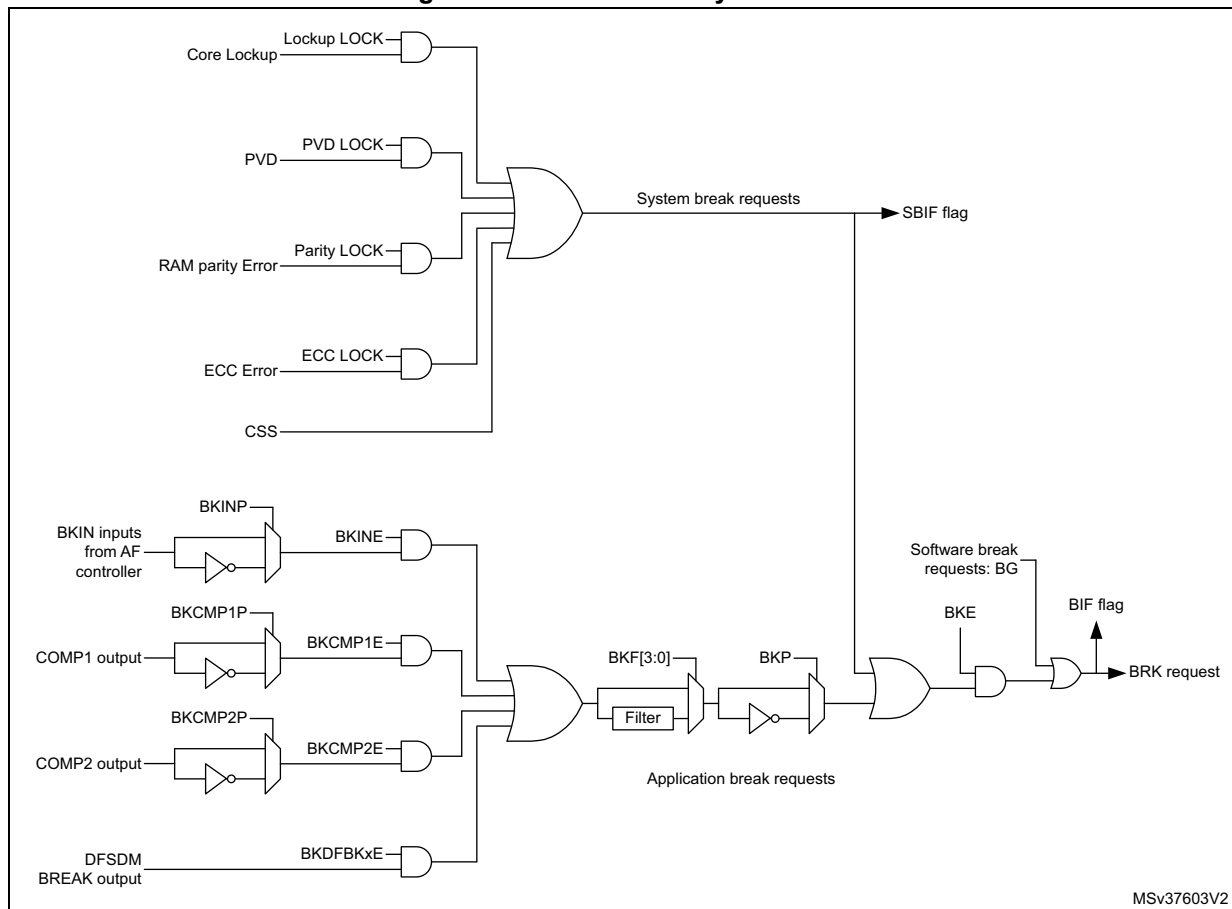 Lockup LOCK
Core Lockup
PVD LOCK
PVD
System break requests
SBIF flag
Parity LOCK
RAM parity Error
ECC LOCK
ECC Error
CSS
BKINP
BKIN inputs
from AF
controller
BKINE
Software break
requests: BG
BKCMP1P
BIF flag
BKE
COMP1 output
BKCMP1E
BKF[3:0]
BKP
BRK request
Filter
BKCMP2P
COMP2 output
BKCMP2E
Application break requests
DFSDM
BREAK output
BKDFBKxE
MSv37603V2